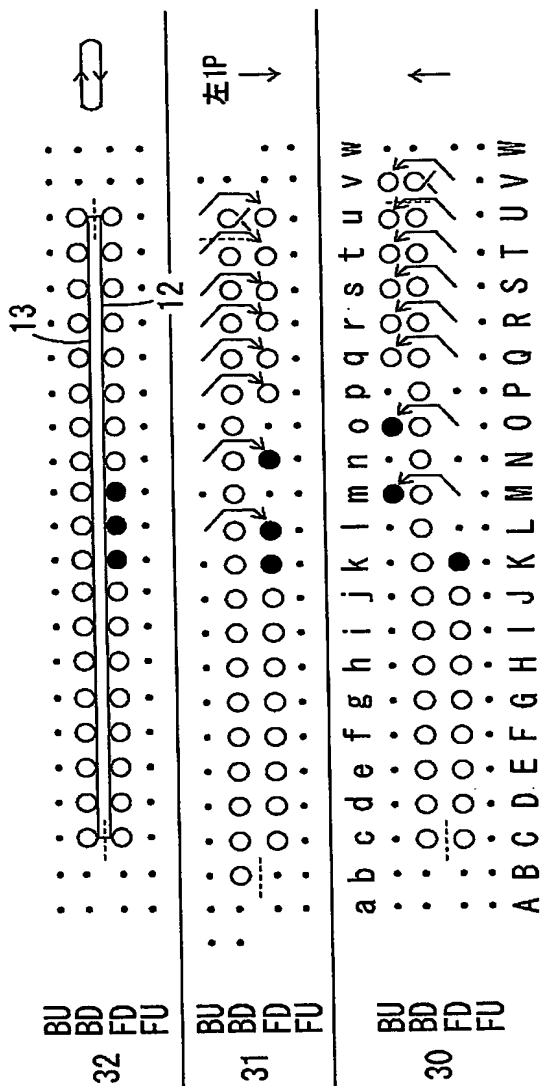 13
12
BU
BD
FD
FU
32
左1P
BU
BD
FD
FU
31
a b c d e f g h i j k l m n o p q r s t u v w
BU
BD
FD
FU
30
A B C D E F G H I J K L M N O P Q R S T U V W